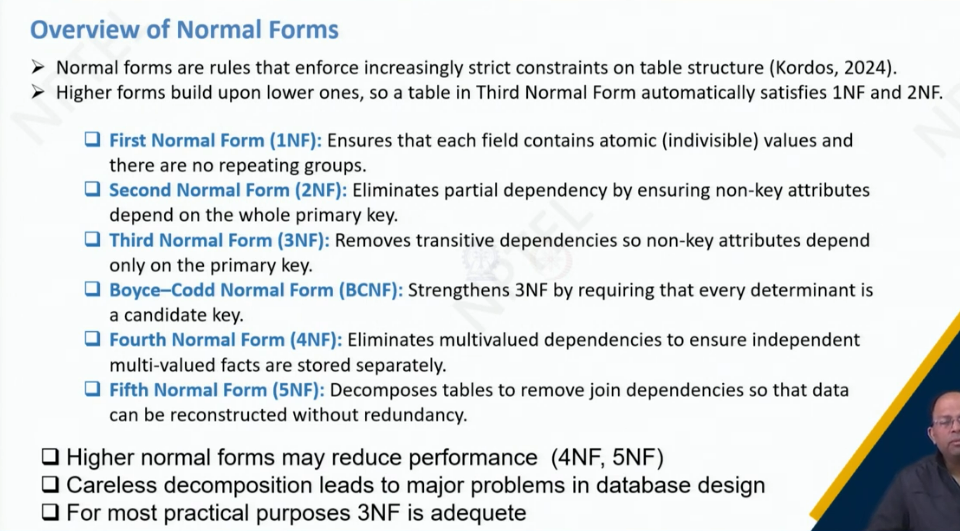 Overview of Normal Forms
➢ Normal forms are rules that enforce increasingly strict constraints on table structure (Kordos, 2024).
➢ Higher forms build upon lower ones, so a table in Third Normal Form automatically satisfies 1NF and 2NF.
❑ First Normal Form (1NF): Ensures that each field contains atomic (indivisible) values and
there are no repeating groups.
❑ Second Normal Form (2NF): Eliminates partial dependency by ensuring non-key attributes
depend on the whole primary key.
❑ Third Normal Form (3NF): Removes transitive dependencies so non-key attributes depend
only on the primary key.
❑ Boyce–Codd Normal Form (BCNF): Strengthens 3NF by requiring that every determinant is
a candidate key.
❑ Fourth Normal Form (4NF): Eliminates multivalued dependencies to ensure independent
multi-valued facts are stored separately.
❑ Fifth Normal Form (5NF): Decomposes tables to remove join dependencies so that data
can be reconstructed without redundancy.
❑ Higher normal forms may reduce performance (4NF, 5NF)
❑ Careless decomposition leads to major problems in database design
❑ For most practical purposes 3NF is adequete
NPTEL
NPTEL